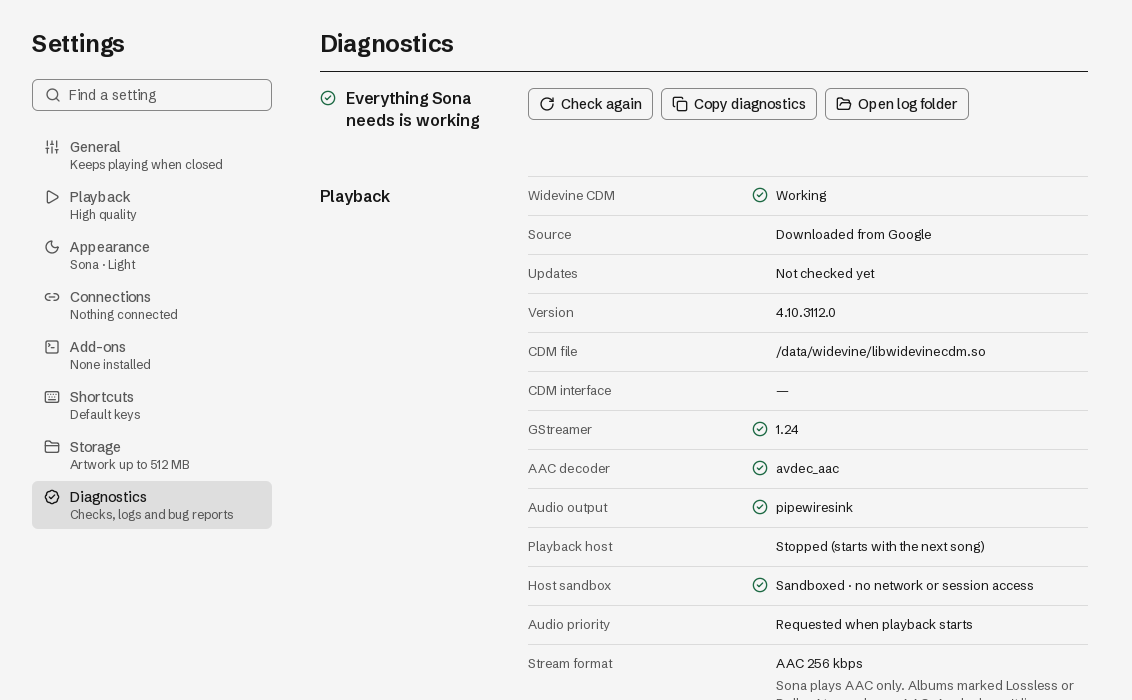 Settings
Find a setting
General
Keeps playing when closed
Playback
High quality
Appearance
Sona · Light
Connections
Nothing connected
Add-ons
None installed
Shortcuts
Default keys
Storage
Artwork up to 512 MB
Diagnostics
Checks, logs and bug reports
Diagnostics
Everything Sona
needs is working
Check again
Copy diagnostics
Open log folder
Playback
Widevine CDM Working
Source Downloaded from Google
Updates Not checked yet
Version 4.10.3112.0
CDM file /data/widevine/libwidevinecdm.so
CDM interface —
GStreamer 1.24
AAC decoder avdec_aac
Audio output pipewiresink
Playback host Stopped (starts with the next song)
Host sandbox Sandboxed · no network or session access
Audio priority Requested when playback starts
Stream format AAC 256 kbps
Sona plays AAC only. Albums marked Lossless or